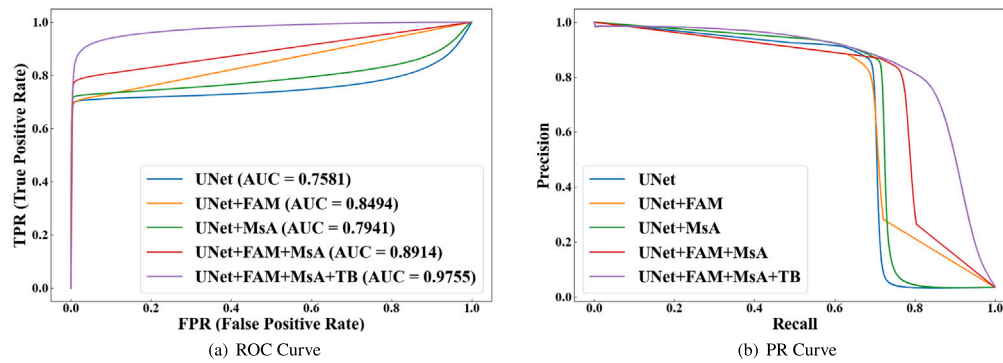 1.0
0.8
0.6
0.4
0.2
0.0
TPR (True Positive Rate)
UNet (AUC = 0.7581)
UNet+FAM (AUC = 0.8494)
UNet+MsA (AUC = 0.7941)
UNet+FAM+MsA (AUC = 0.8914)
UNet+FAM+MsA+TB (AUC = 0.9755)
0.0 0.2 0.4 0.6 0.8 1.0
FPR (False Positive Rate)
(a) ROC Curve
1.0
0.8
0.6
0.4
0.2
0.0
Precision
UNet
UNet+FAM
UNet+MsA
UNet+FAM+MsA
UNet+FAM+MsA+TB
0.0 0.2 0.4 0.6 0.8 1.0
Recall
(b) PR Curve